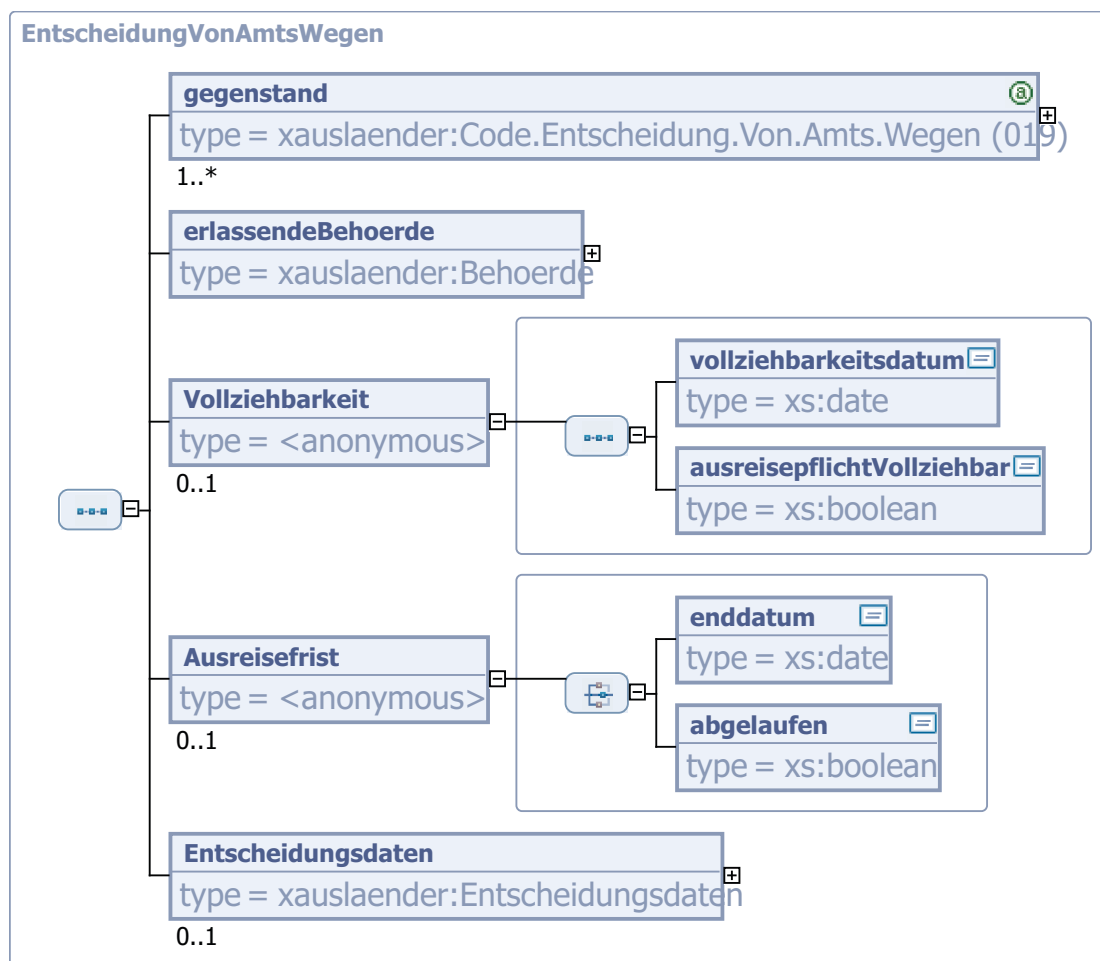 EntscheidungVonAmtsWegen
gegenstand
type = xauslaender:Code.Entscheidung.Von.Amts.Wegen (019)
1..*
erlassendeBehoerde
type = xauslaender:Behoerde
Vollziehbarkeit
type = <anonymous>
0..1
vollziehbarkeitsdatum
type = xs:date
ausreisepflichtVollziehbar
type = xs:boolean
Ausreisefrist
type = <anonymous>
0..1
enddatum
type = xs:date
abgelaufen
type = xs:boolean
Entscheidungsdaten
type = xauslaender:Entscheidungsdaten
0..1